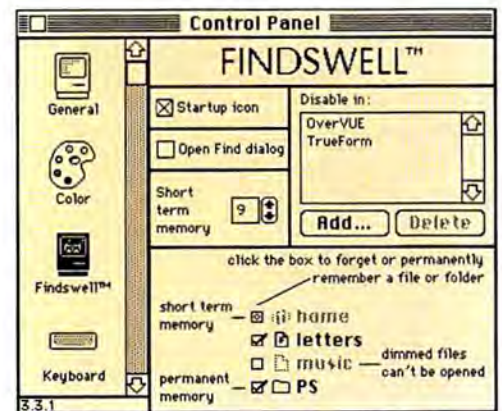 Control Panel
FINDSWELL™
General
Color
Findswell™
Keyboard
3.3.1
Startup icon
Open Find dialog
Short
term
memory
9
Disable in:
OverVUE
TrueForm
Add...
Delete
click the box to forget or permanently
remember a file or folder
short term
memory
home
letters
music
dimmed files
can't be opened
permanent
memory
PS